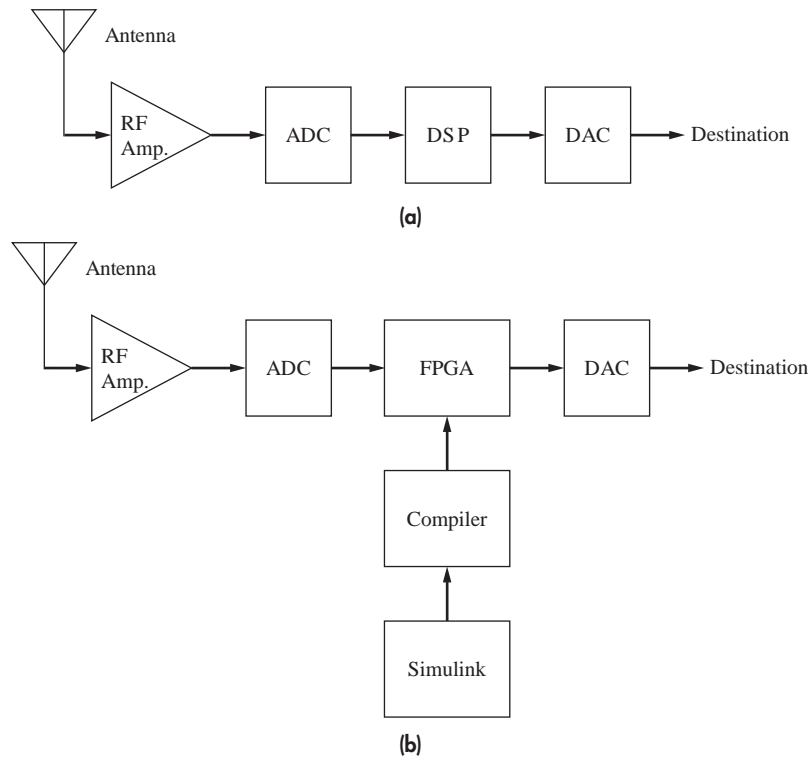 Antenna
RF
Amp.
ADC
DSP
DAC
Destination
(a)
Antenna
RF
Amp.
ADC
FPGA
DAC
Destination
Compiler
Simulink
(b)